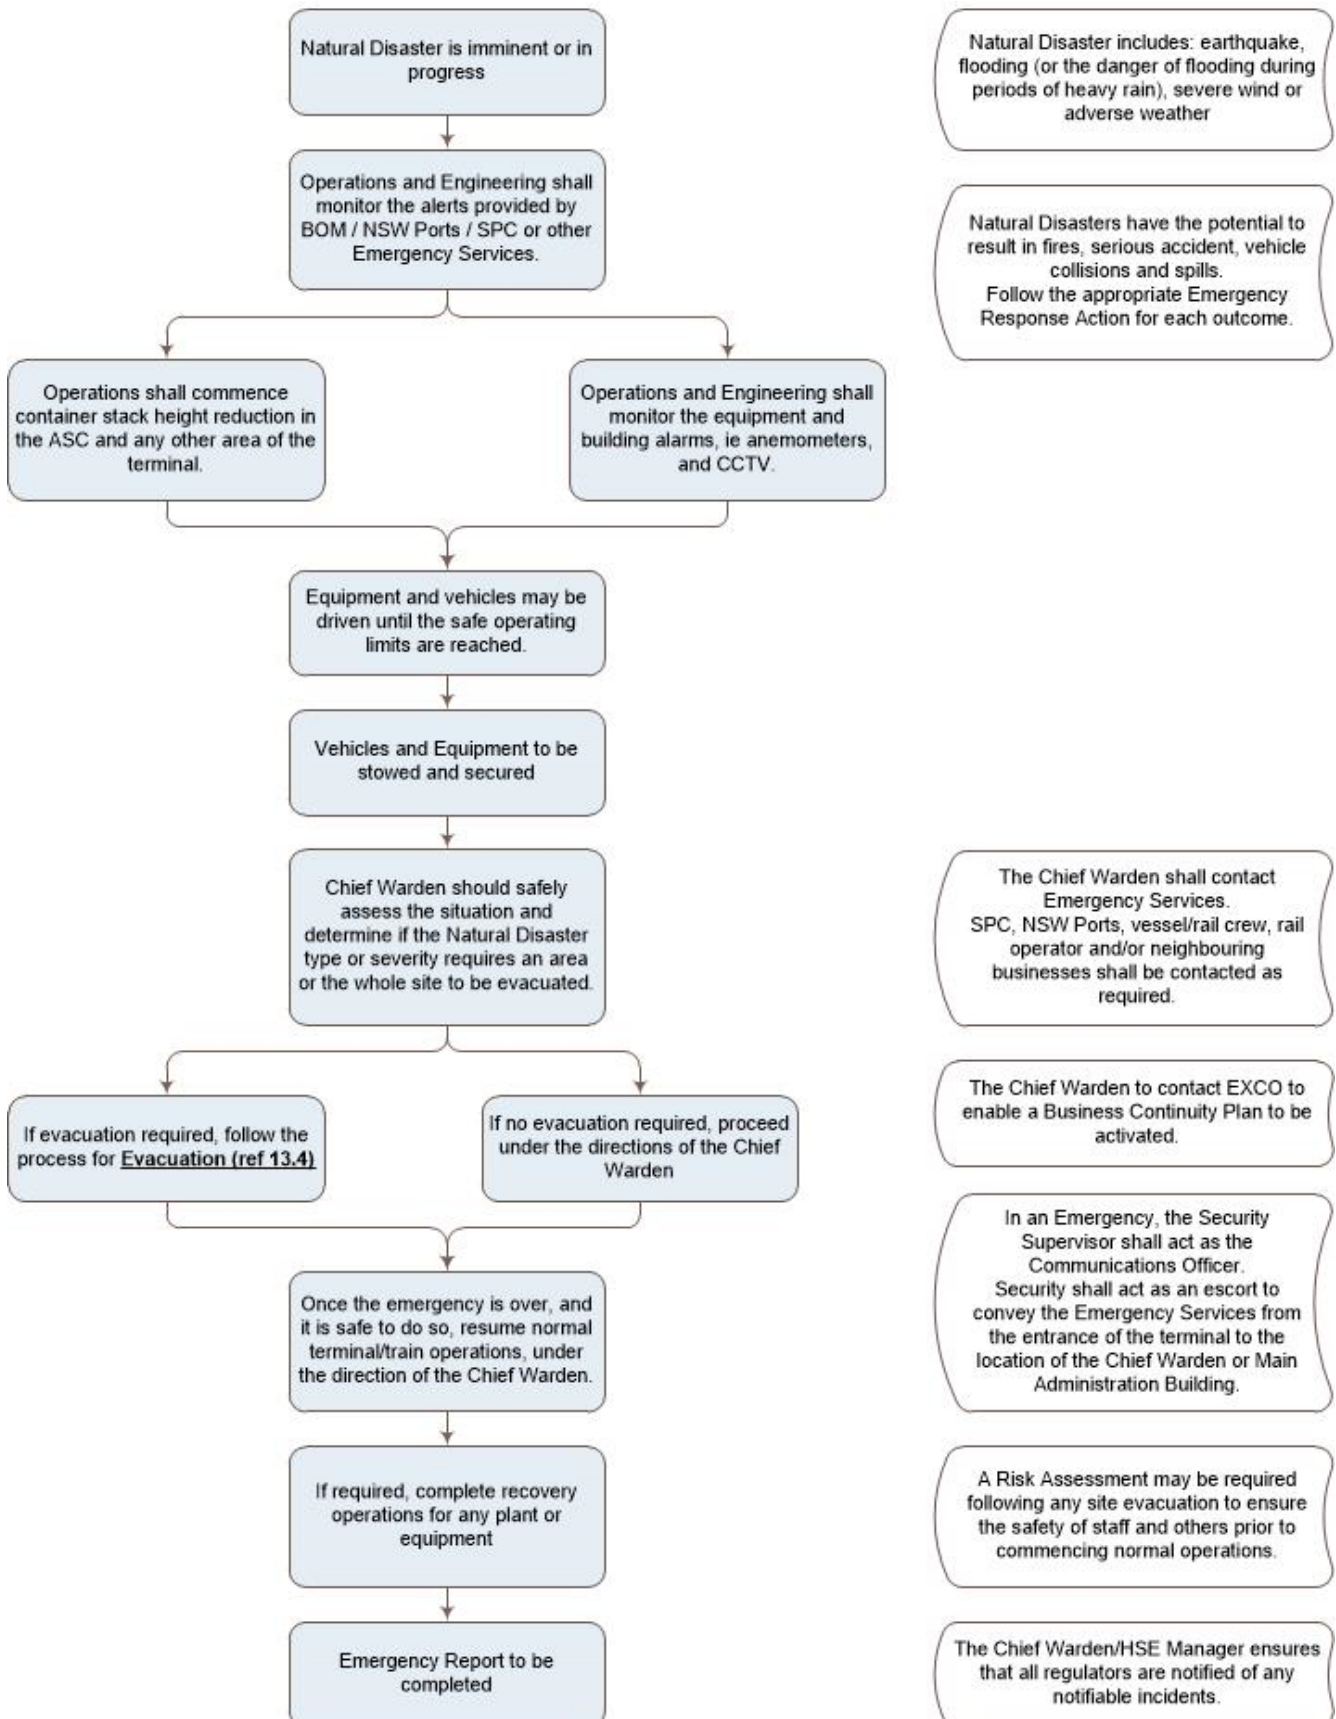 Natural Disaster is imminent or in
progress
Natural Disaster includes: earthquake,
flooding (or the danger of flooding during
periods of heavy rain), severe wind or
adverse weather
Operations and Engineering shall
monitor the alerts provided by
BOM / NSW Ports / SPC or other
Emergency Services.
Natural Disasters have the potential to
result in fires, serious accident, vehicle
collisions and spills.
Follow the appropriate Emergency
Response Action for each outcome.
Operations shall commence
container stack height reduction in
the ASC and any other area of the
terminal.
Operations and Engineering shall
monitor the equipment and
building alarms, ie anemometers,
and CCTV.
Equipment and vehicles may be
driven until the safe operating
limits are reached.
Vehicles and Equipment to be
stowed and secured
Chief Warden should safely
assess the situation and
determine if the Natural Disaster
type or severity requires an area
or the whole site to be evacuated.
The Chief Warden shall contact
Emergency Services.
SPC, NSW Ports, vessel/rail crew, rail
operator and/or neighbouring
businesses shall be contacted as
required.
If evacuation required, follow the
process for Evacuation (ref 13.4)
If no evacuation required, proceed
under the directions of the Chief
Warden
The Chief Warden to contact EXCO to
enable a Business Continuity Plan to be
activated.
In an Emergency, the Security
Supervisor shall act as the
Communications Officer.
Security shall act as an escort to
convey the Emergency Services from
the entrance of the terminal to the
location of the Chief Warden or Main
Administration Building.
Once the emergency is over, and
it is safe to do so, resume normal
terminal/train operations, under
the direction of the Chief Warden.
If required, complete recovery
operations for any plant or
equipment
A Risk Assessment may be required
following any site evacuation to ensure
the safety of staff and others prior to
commencing normal operations.
Emergency Report to be
completed
The Chief Warden/HSE Manager ensures
that all regulators are notified of any
notifiable incidents.